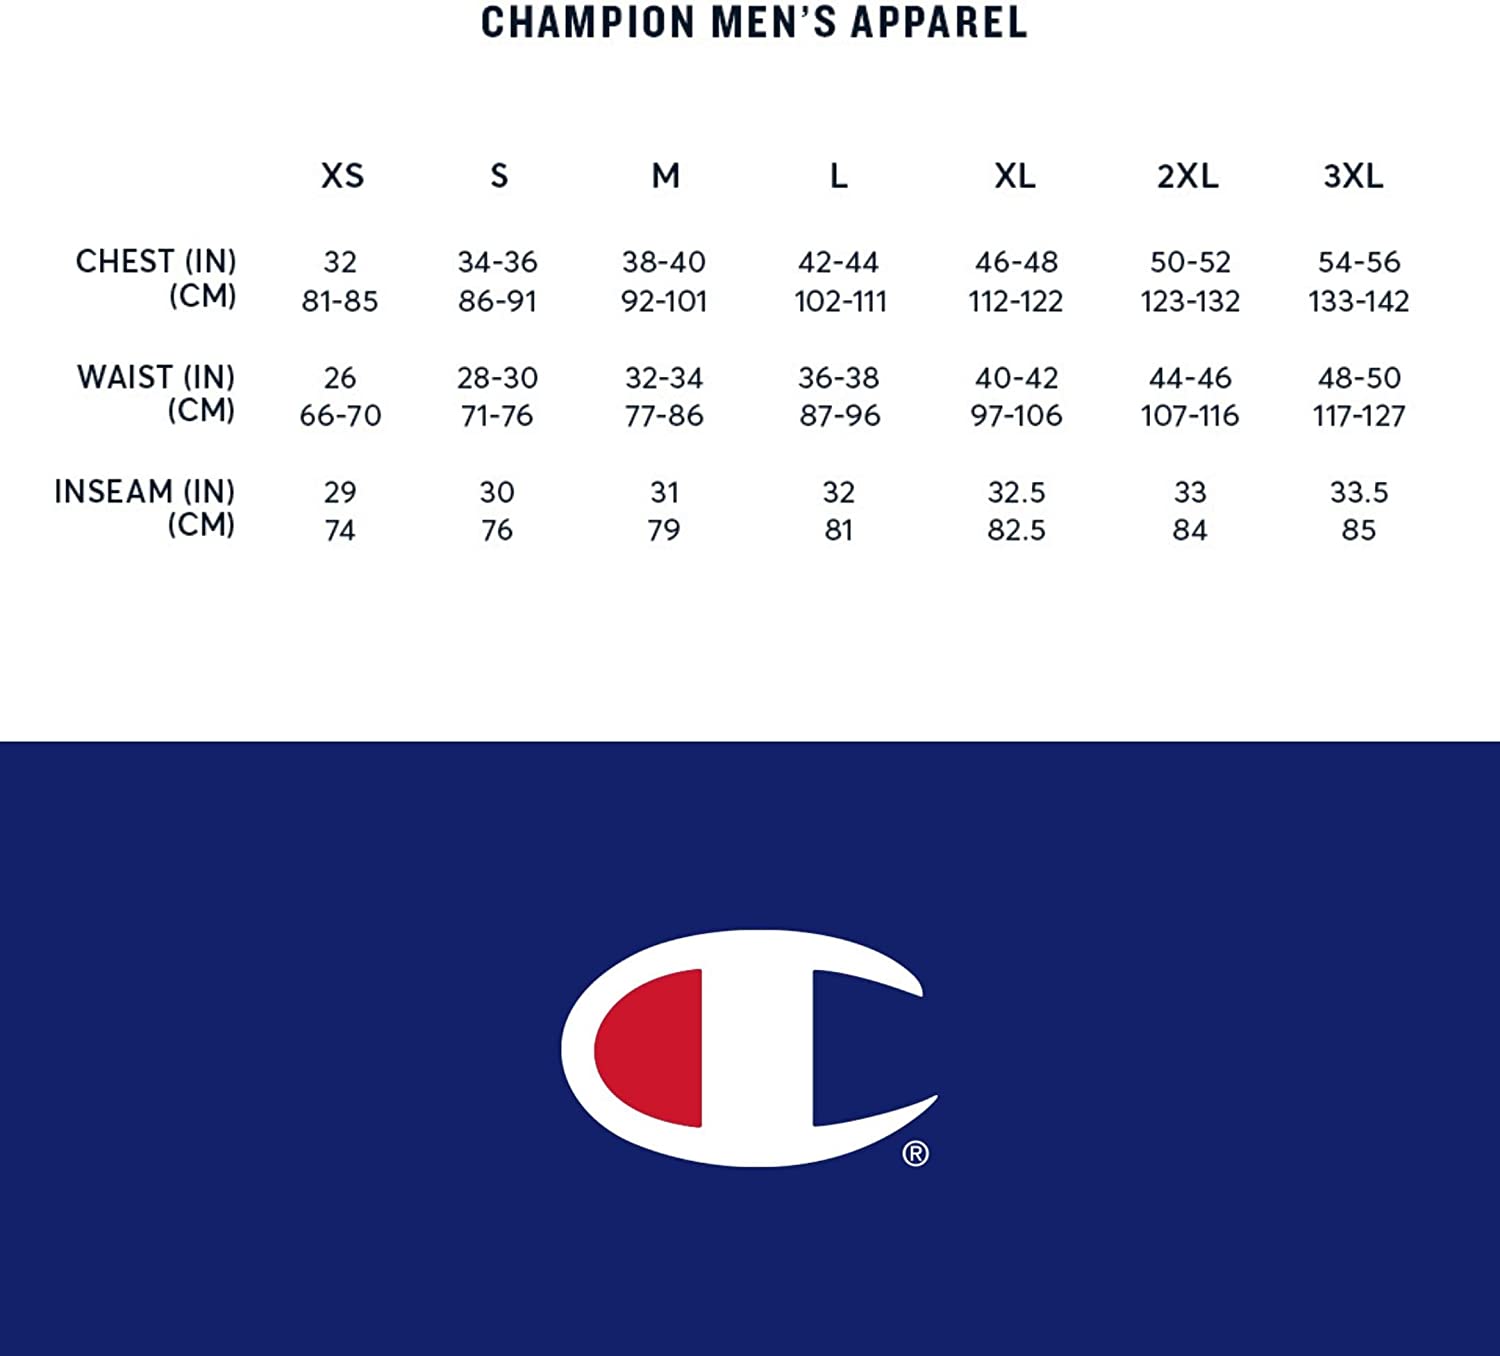 CHAMPION MEN'S APPAREL
XS S M L XL 2XL 3XL
CHEST (IN) 32 34-36 38-40 42-44 46-48 50-52 54-56
(CM) 81-85 86-91 92-101 102-111 112-122 123-132 133-142
WAIST (IN) 26 28-30 32-34 36-38 40-42 44-46 48-50
(CM) 66-70 71-76 77-86 87-96 97-106 107-116 117-127
INSEAM (IN) 29 30 31 32 32.5 33 33.5
(CM) 74 76 79 81 82.5 84 85
®